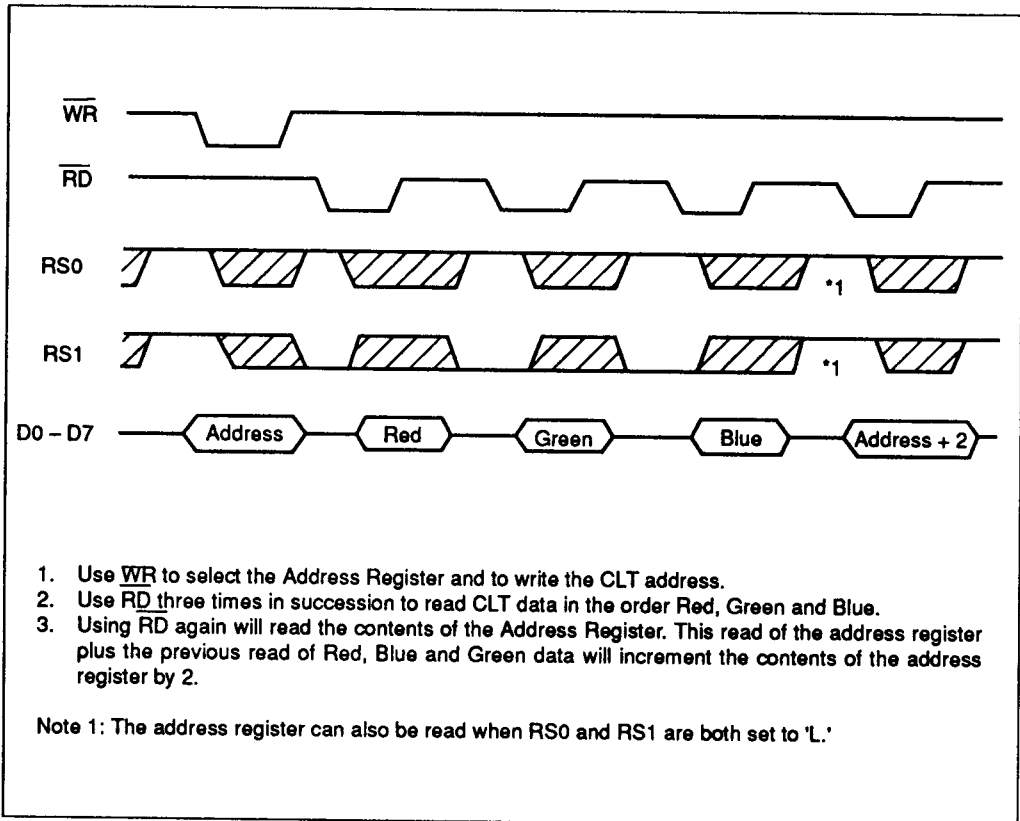 W̅R̅
R̅D̅
RS0
*1
RS1
*1
D0 – D7
Address
Red
Green
Blue
Address + 2
1. Use W̅R̅ to select the Address Register and to write the CLT address.
2. Use R̅D̅ three times in succession to read CLT data in the order Red, Green and Blue.
3. Using R̅D̅ again will read the contents of the Address Register. This read of the address register
plus the previous read of Red, Blue and Green data will increment the contents of the address
register by 2.
Note 1: The address register can also be read when RS0 and RS1 are both set to 'L.'